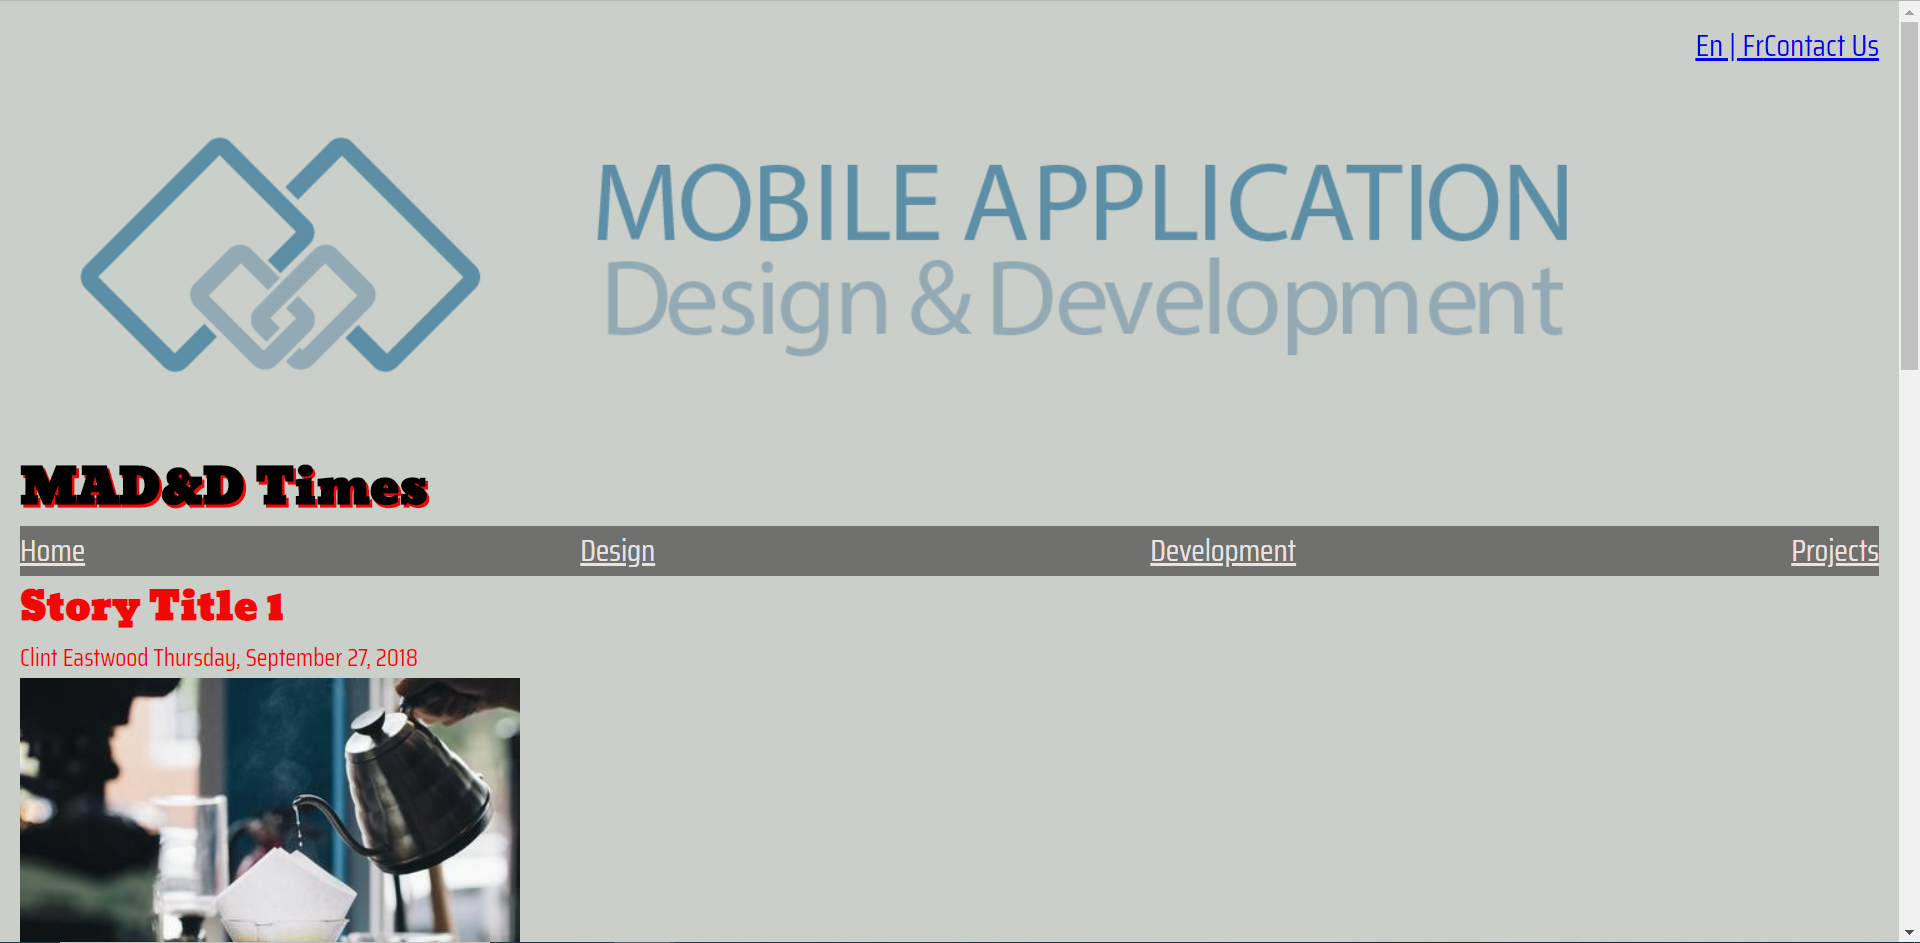 En | FrContact Us
MOBILE APPLICATION
Design & Development
MAD&D Times
Home Design Development Projects
Story Title 1
Clint Eastwood Thursday, September 27, 2018